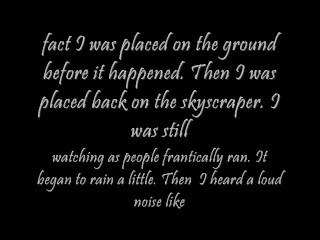 fact I was placed on the ground
before it happened. Then I was
placed back on the skyscraper. I
was still
watching as people frantically ran. It
began to rain a little. Then I heard a loud
noise like